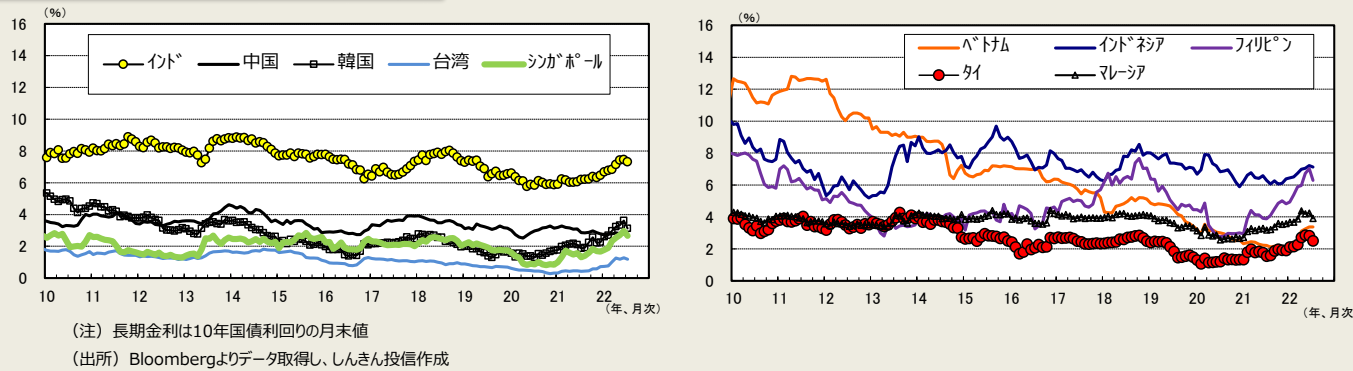 (%)
16
14
12
10
8
6
4
2
0
インド 中国 韓国 台湾 シンガポール
10 11 12 13 14 15 16 17 18 19 20 21 22
(年、月次)
(%)
16
14
12
10
8
6
4
2
0
ベトナム インドネシア フィリピン
タイ マレーシア
10 11 12 13 14 15 16 17 18 19 20 21 22
(年、月次)
(注) 長期金利は10年国債利回りの月末値
(出所) Bloombergよりデータ取得し、しんきん投信作成